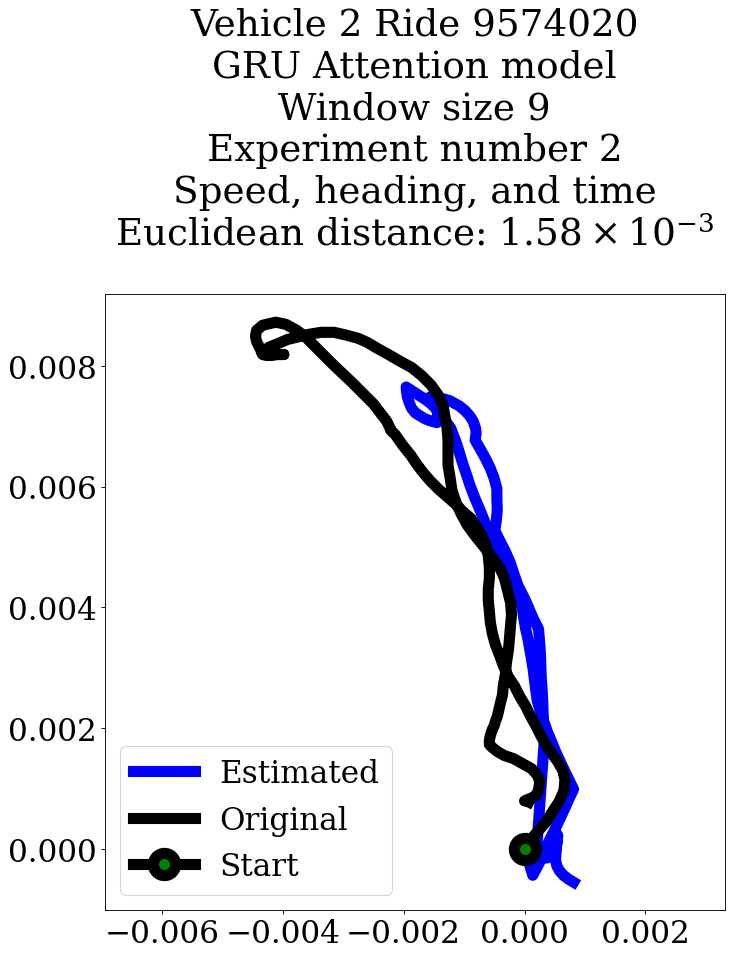 Vehicle 2 Ride 9574020
GRU Attention model
Window size 9
Experiment number 2
Speed, heading, and time
Euclidean distance: 1.58 × 10⁻³
0.008
0.006
0.004
0.002
0.000
Estimated
Original
Start
−0.006 −0.004 −0.002 0.000 0.002